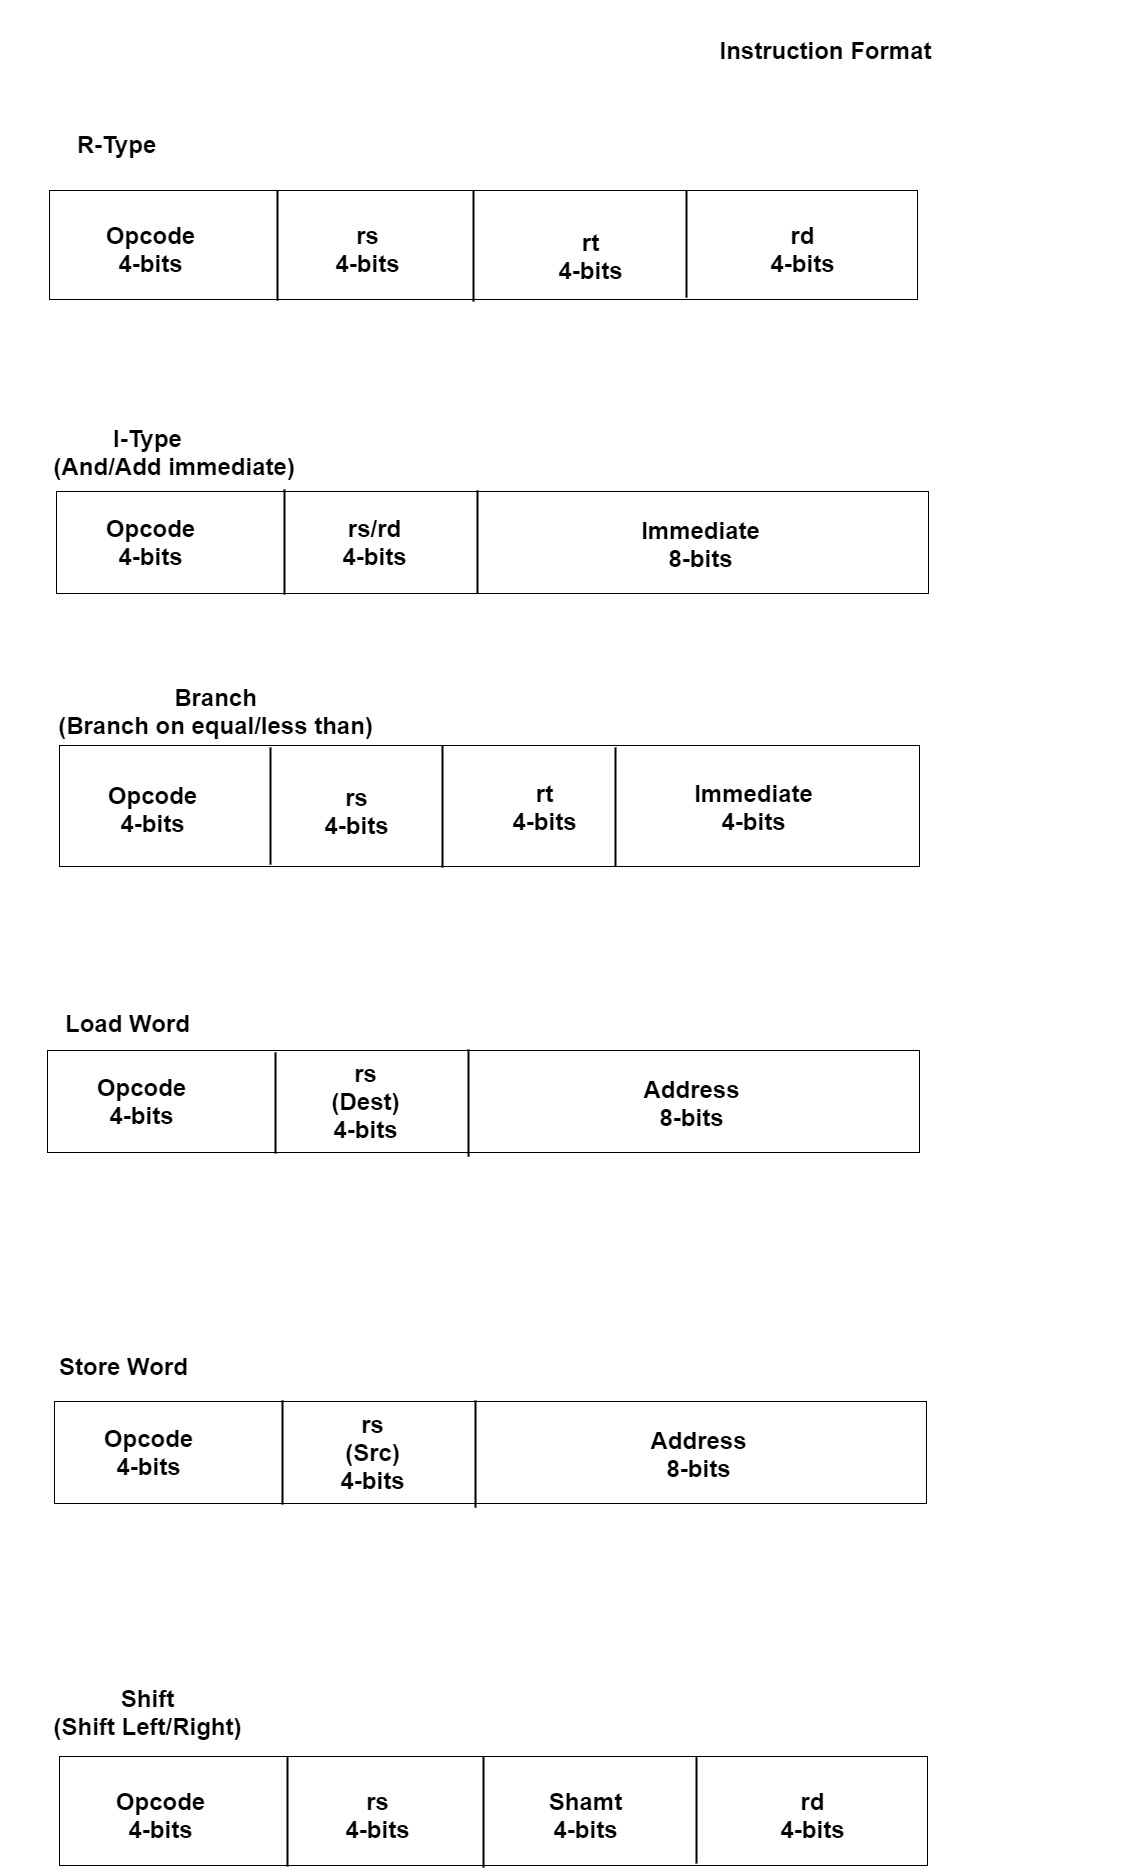 Instruction Format
R-Type
Opcode
4-bits
rs
4-bits
rt
4-bits
rd
4-bits
I-Type
(And/Add immediate)
Opcode
4-bits
rs/rd
4-bits
Immediate
8-bits
Branch
(Branch on equal/less than)
Opcode
4-bits
rs
4-bits
rt
4-bits
Immediate
4-bits
Load Word
Opcode
4-bits
rs
(Dest)
4-bits
Address
8-bits
Store Word
Opcode
4-bits
rs
(Src)
4-bits
Address
8-bits
Shift
(Shift Left/Right)
Opcode
4-bits
rs
4-bits
Shamt
4-bits
rd
4-bits